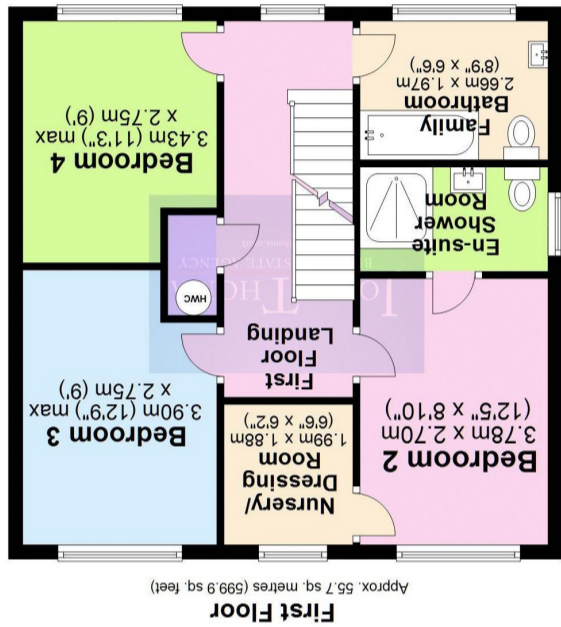 First Floor
Approx. 55.7 sq. metres (599.9 sq. feet)
Bedroom 2
3.78m x 2.70m
(12'5" x 8'10")
Nursery/
Dressing
Room
1.99m x 1.88m
(6'6" x 6'2")
Bedroom 3
3.90m (12'9") max
x 2.75m (9')
First
Floor
Landing
HWC
En-suite
Shower
Room
Bedroom 4
3.43m (11'3") max
x 2.75m (9')
Family
Bathroom
2.66m x 1.97m
(8'9" x 6'6")
ESTATE AGENCY